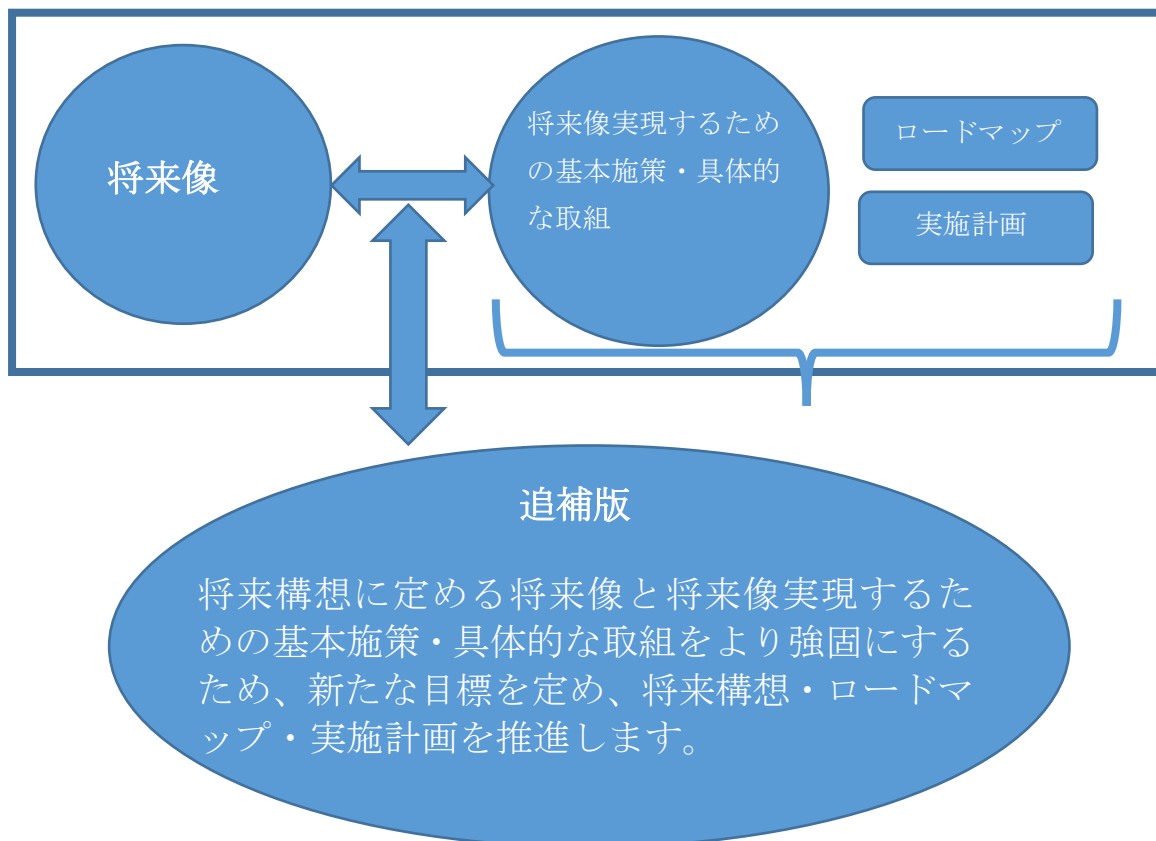 将来像
将来像実現するため
の基本施策・具体的
な取組
ロードマップ
実施計画
追補版
将来構想に定める将来像と将来像実現するた
めの基本施策・具体的な取組をより強固にする
ため、新たな目標を定め、将来構想・ロードマ
ップ・実施計画を推進します。